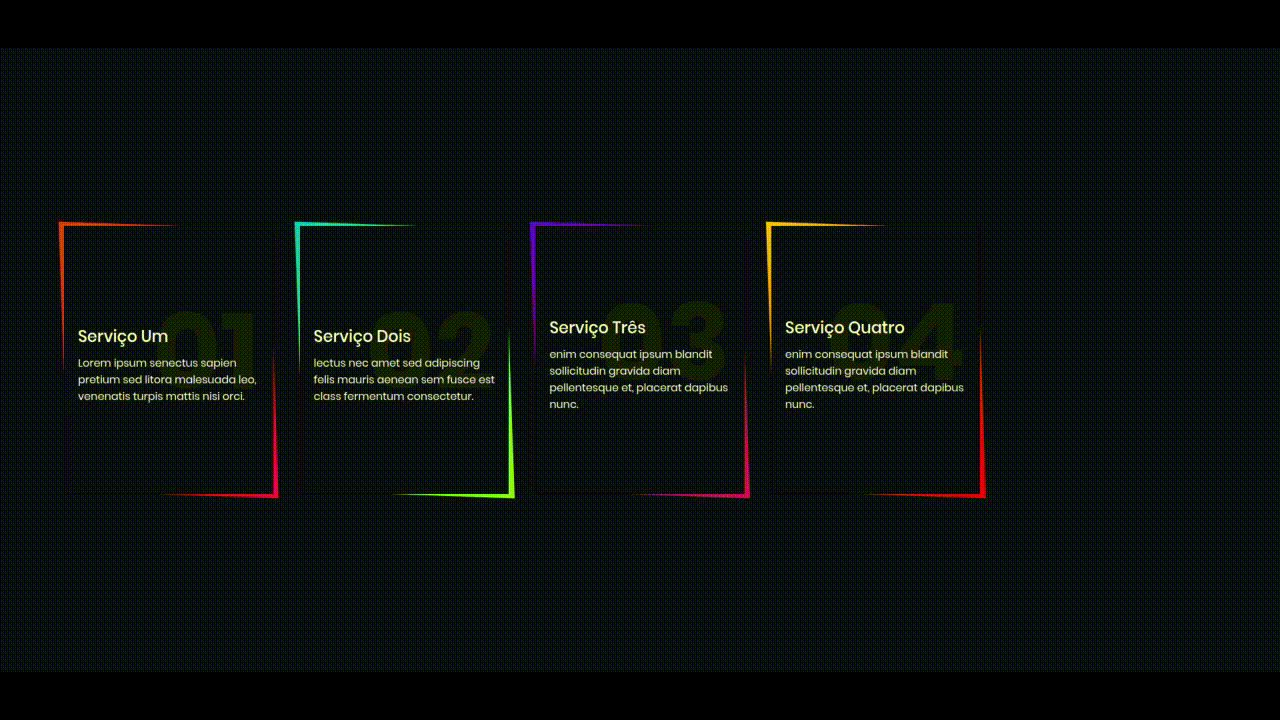 01
Serviço Um
Lorem ipsum senectus sapien
pretium sed litora malesuada leo,
venenatis turpis mattis nisi orci.
02
Serviço Dois
lectus nec amet sed adipiscing
felis mauris aenean sem fusce est
class fermentum consectetur.
03
Serviço Três
enim consequat ipsum blandit
sollicitudin gravida diam
pellentesque et, placerat dapibus
nunc.
04
Serviço Quatro
enim consequat ipsum blandit
sollicitudin gravida diam
pellentesque et, placerat dapibus
nunc.